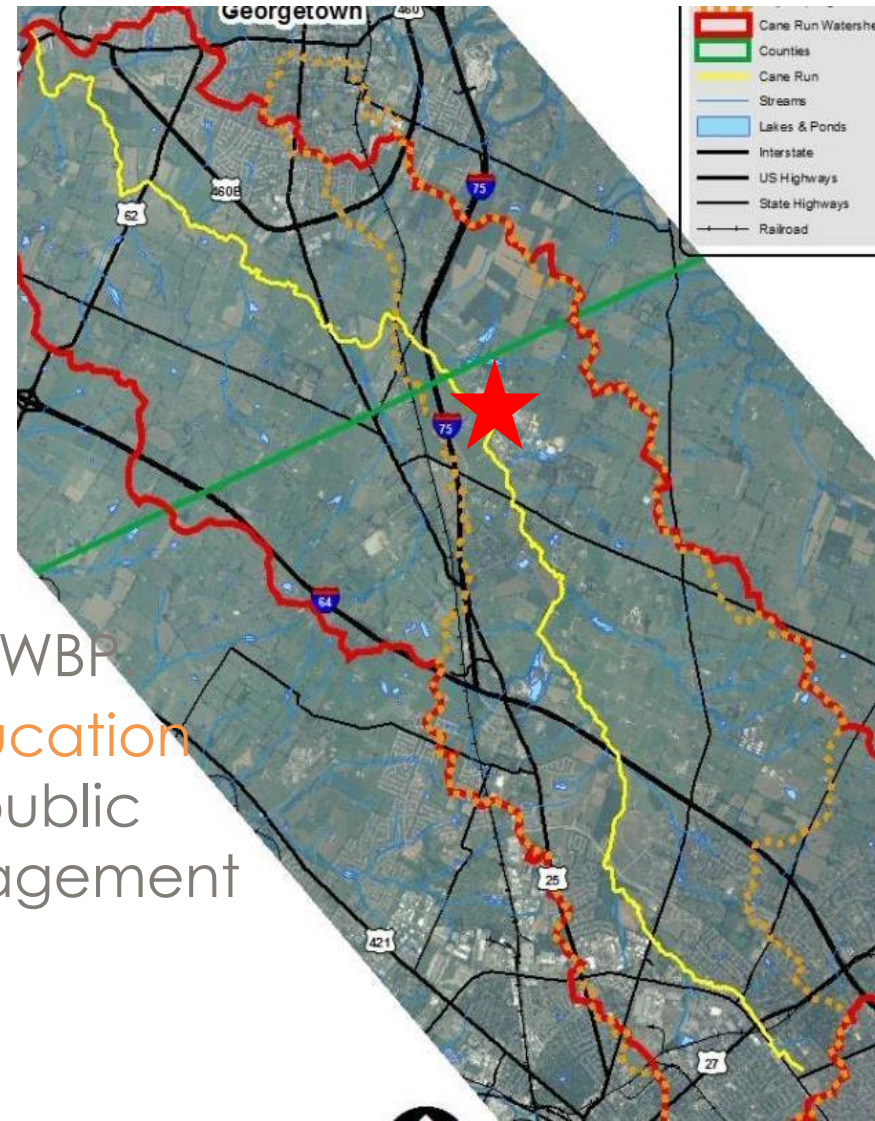 Georgetown
460
Cane Run Watershe
Counties
Cane Run
Streams
Lakes & Ponds
Interstate
US Highways
State Highways
Railroad
75
460B
62
75
64
WBP
ucation
public
agement
25
421
27